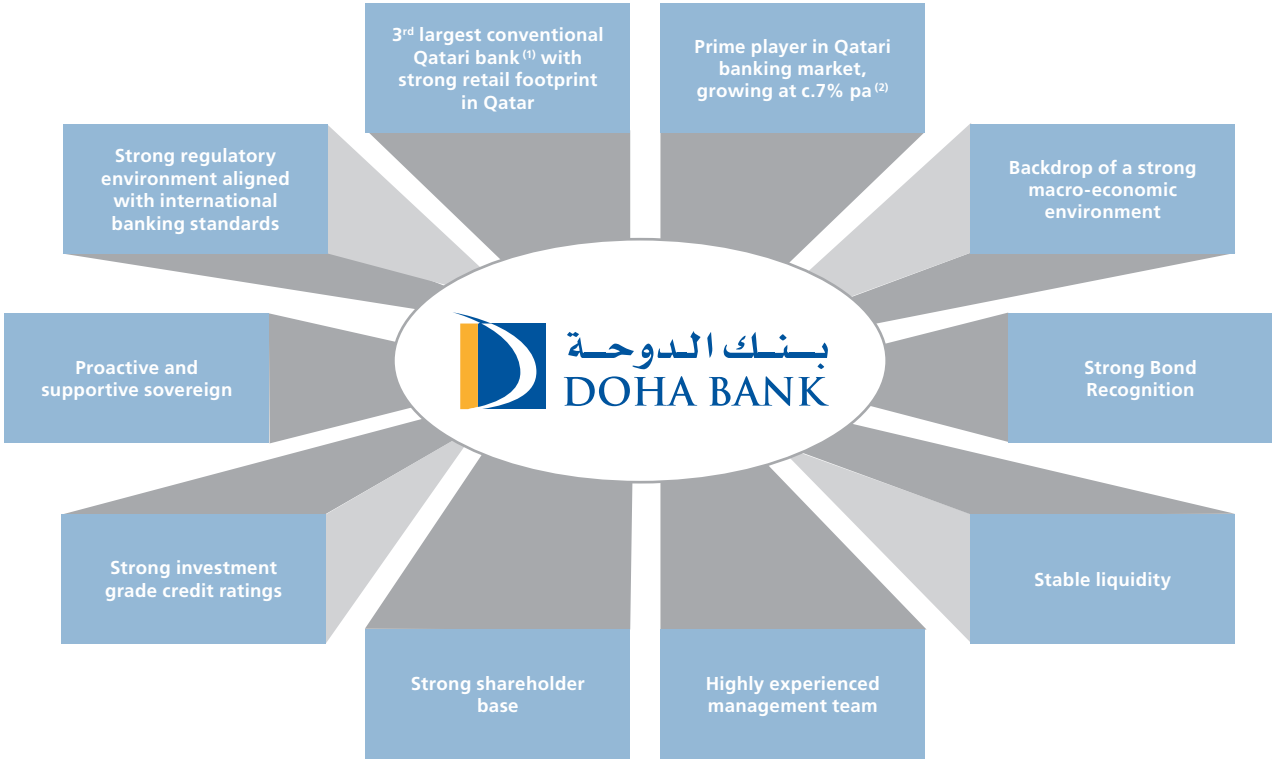 3rd largest conventional
Qatari bank (1) with
strong retail footprint
in Qatar
Prime player in Qatari
banking market,
growing at c.7% pa (2)
Strong regulatory
environment aligned
with international
banking standards
Backdrop of a strong
macro-economic
environment
Proactive and
supportive sovereign
بنك الدوحة
DOHA BANK
Strong Bond
Recognition
Strong investment
grade credit ratings
Stable liquidity
Strong shareholder
base
Highly experienced
management team